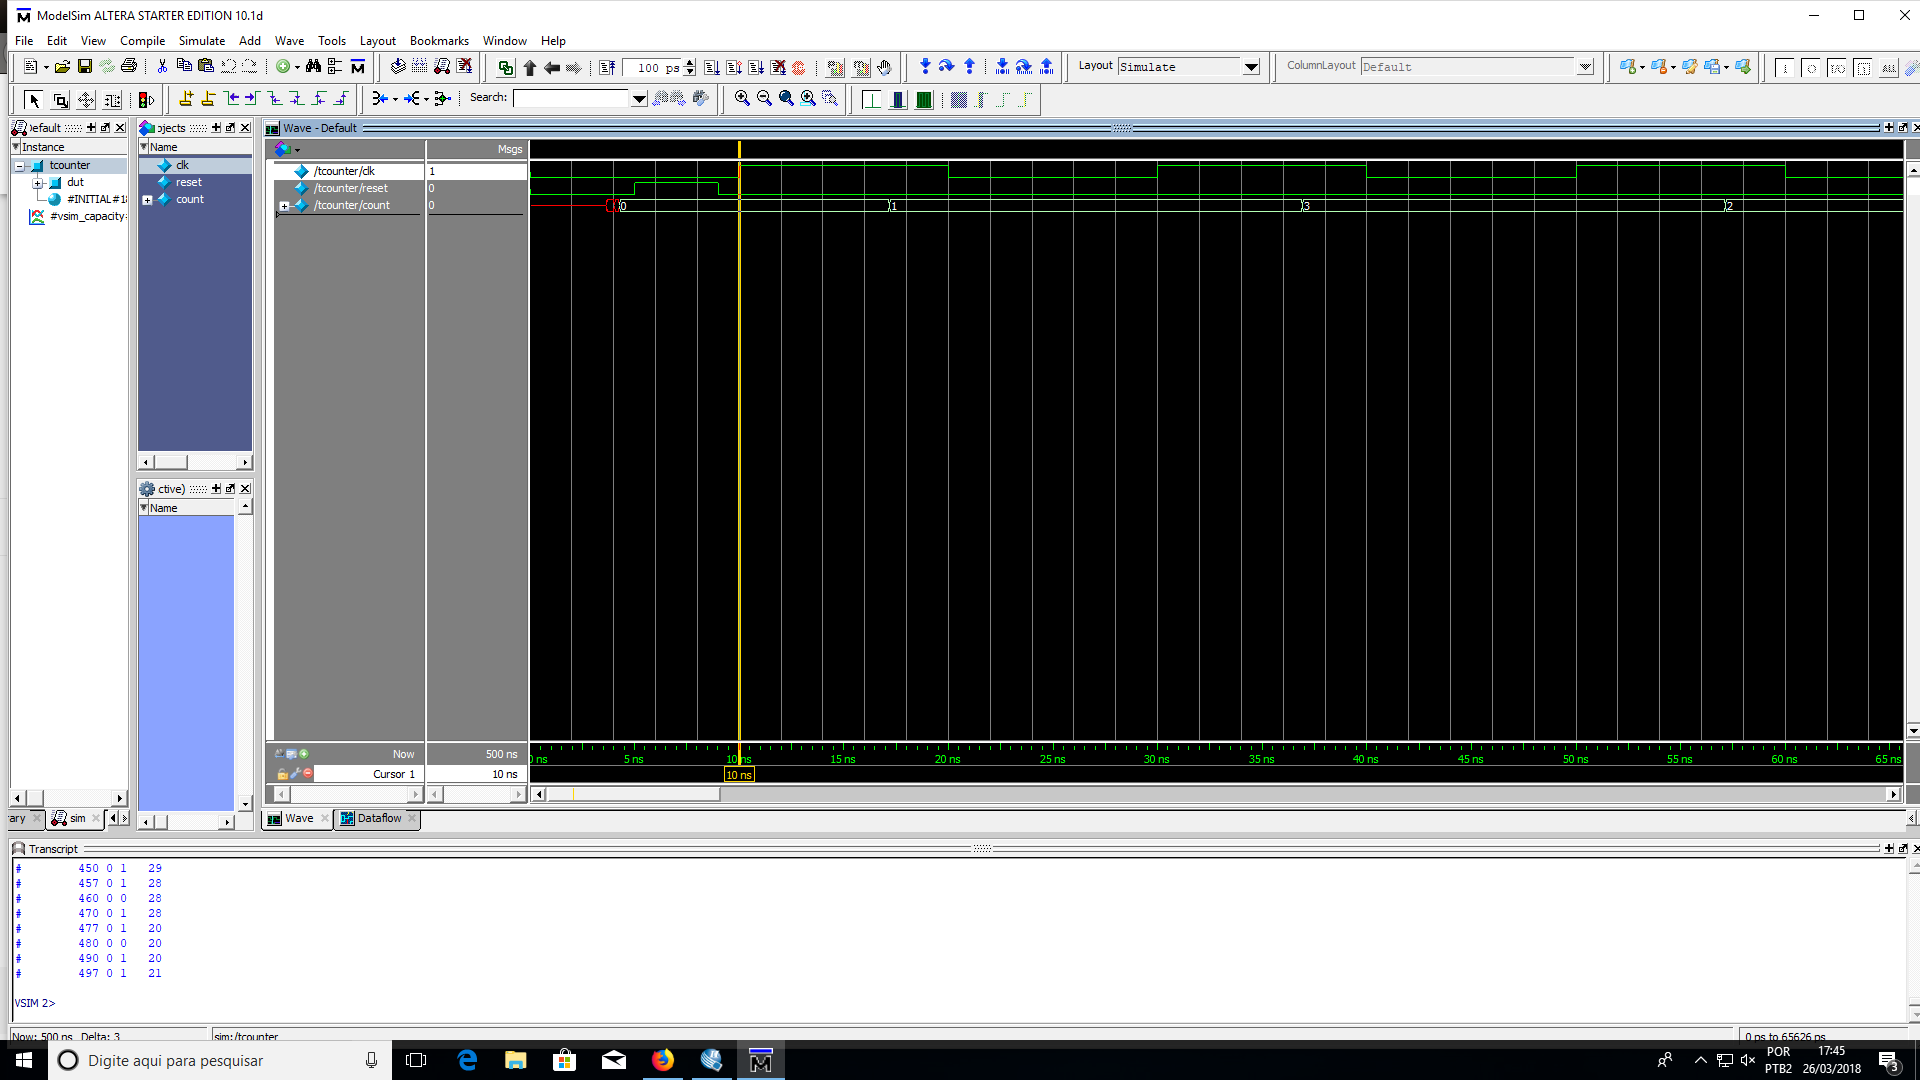 ModelSim ALTERA STARTER EDITION 10.1d
File Edit View Compile Simulate Add Wave Tools Layout Bookmarks Window Help
100 ps
Layout Simulate
ColumnLayout Default
Search:
Instance
tcounter
dut
#INITIAL#18
#vsim_capacity#
Name
clk
reset
count
ctive)
Name
Wave - Default
Msgs
/tcounter/clk 1
/tcounter/reset 0
/tcounter/count 0
0 1 3 2
Now 500 ns
Cursor 1 10 ns
5 ns 10 ns 15 ns 20 ns 25 ns 30 ns 35 ns 40 ns 45 ns 50 ns 55 ns 60 ns 65 ns
10 ns
rary sim
Wave Dataflow
Transcript
# 450 0 1 29
# 457 0 1 28
# 460 0 0 28
# 470 0 1 28
# 477 0 1 20
# 480 0 0 20
# 490 0 1 20
# 497 0 1 21
VSIM 2>
Now: 500 ns Delta: 3
sim:/tcounter
0 ps to 65626 ps
Digite aqui para pesquisar
POR
PTB2
17:45
26/03/2018
3